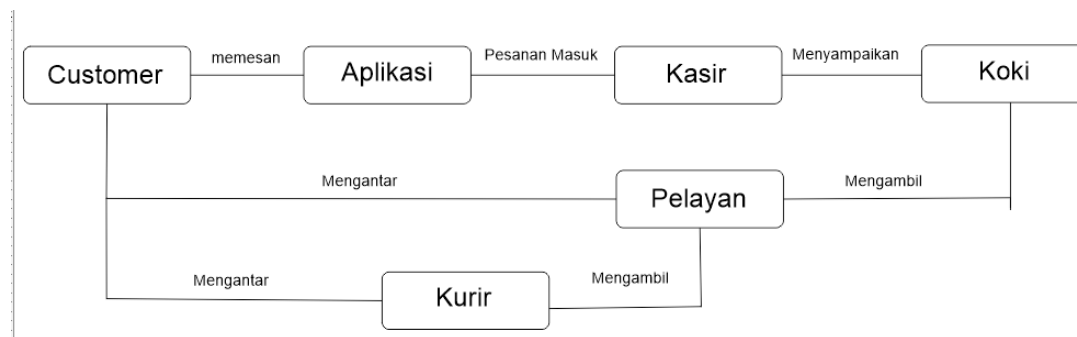 Customer
memesan
Aplikasi
Pesanan Masuk
Kasir
Menyampaikan
Koki
Mengantar
Pelayan
Mengambil
Mengantar
Kurir
Mengambil